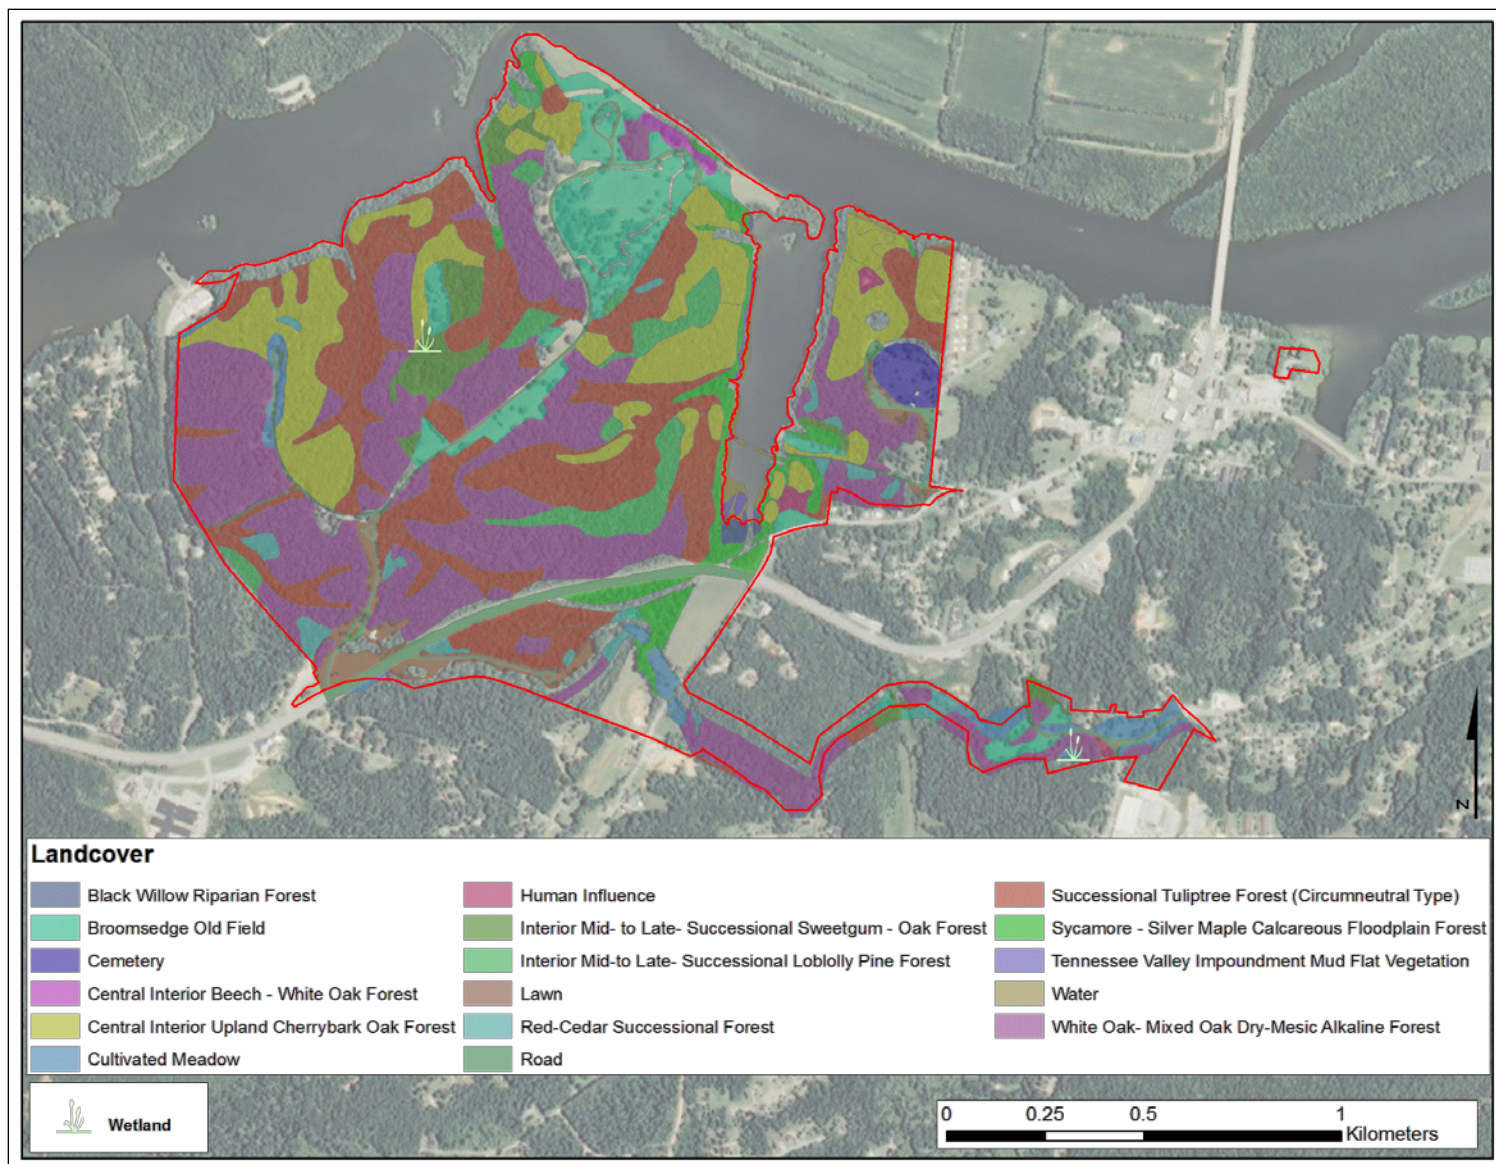 N
Landcover
Black Willow Riparian Forest
Broomsedge Old Field
Cemetery
Central Interior Beech - White Oak Forest
Central Interior Upland Cherrybark Oak Forest
Cultivated Meadow
Human Influence
Interior Mid- to Late- Successional Sweetgum - Oak Forest
Interior Mid-to Late- Successional Loblolly Pine Forest
Lawn
Red-Cedar Successional Forest
Road
Successional Tuliptree Forest (Circumneutral Type)
Sycamore - Silver Maple Calcareous Floodplain Forest
Tennessee Valley Impoundment Mud Flat Vegetation
Water
White Oak- Mixed Oak Dry-Mesic Alkaline Forest
Wetland
0 0.25 0.5 1
Kilometers